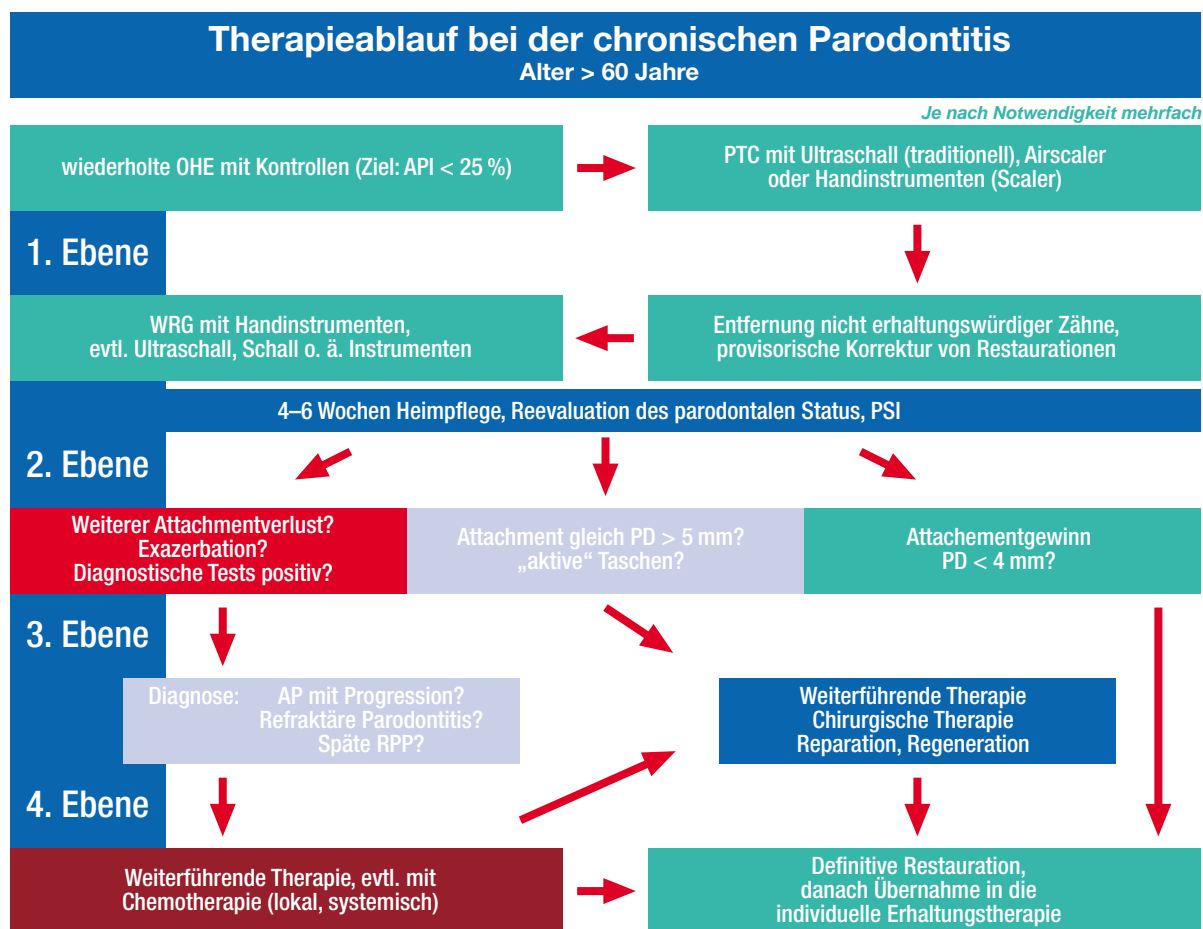 Therapieablauf bei der chronischen Parodontitis
Alter > 60 Jahre
Je nach Notwendigkeit mehrfach
wiederholte OHE mit Kontrollen (Ziel: API < 25 %)
PTC mit Ultraschall (traditionell), Airscaler
oder Handinstrumenten (Scaler)
1. Ebene
WRG mit Handinstrumenten,
evtl. Ultraschall, Schall o. ä. Instrumenten
Entfernung nicht erhaltungswürdiger Zähne,
provisorische Korrektur von Restaurationen
4–6 Wochen Heimpflege, Reevaluation des parodontalen Status, PSI
2. Ebene
Weiterer Attachmentverlust?
Exazerbation?
Diagnostische Tests positiv?
Attachment gleich PD > 5 mm?
„aktive“ Taschen?
Attachementgewinn
PD < 4 mm?
3. Ebene
Diagnose: AP mit Progression?
Refraktäre Parodontitis?
Späte RPP?
Weiterführende Therapie
Chirurgische Therapie
Reparation, Regeneration
4. Ebene
Weiterführende Therapie, evtl. mit
Chemotherapie (lokal, systemisch)
Definitive Restauration,
danach Übernahme in die
individuelle Erhaltungstherapie